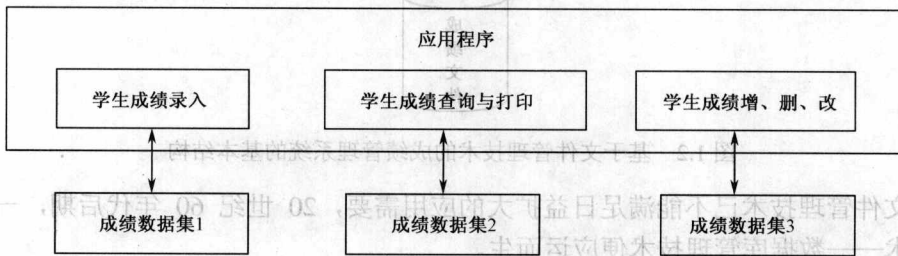 应用程序
学生成绩录入
学生成绩查询与打印
学生成绩增、删、改
图1.2 基于文件管理技术的成绩管理系统的基本结构
文件管理技术已不能满足日益扩大的应用需要，20 世纪 60 年代后期，一
成绩数据集1
成绩数据集2
成绩数据集3
术——数据库管理技术便应运而生。